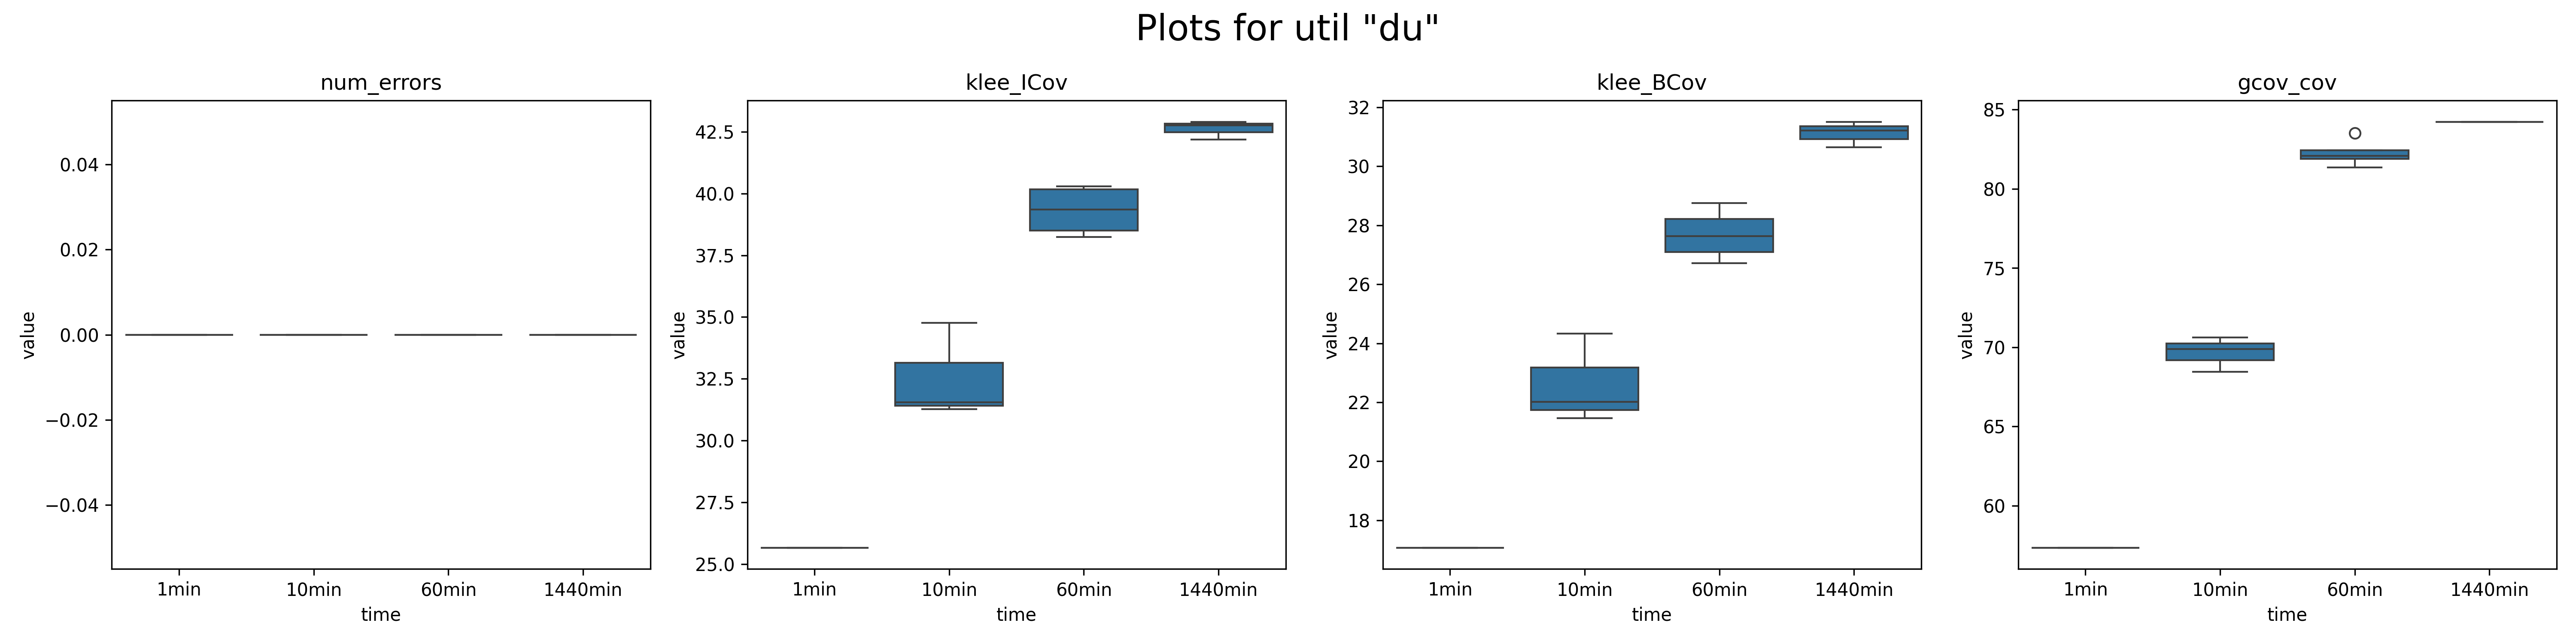 Plots for util "du"
num_errors
value
0.04
0.02
0.00
−0.02
−0.04
1min 10min 60min 1440min
time
klee_ICov
value
42.5
40.0
37.5
35.0
32.5
30.0
27.5
25.0
1min 10min 60min 1440min
time
klee_BCov
value
32
30
28
26
24
22
20
18
1min 10min 60min 1440min
time
gcov_cov
value
85
80
75
70
65
60
1min 10min 60min 1440min
time